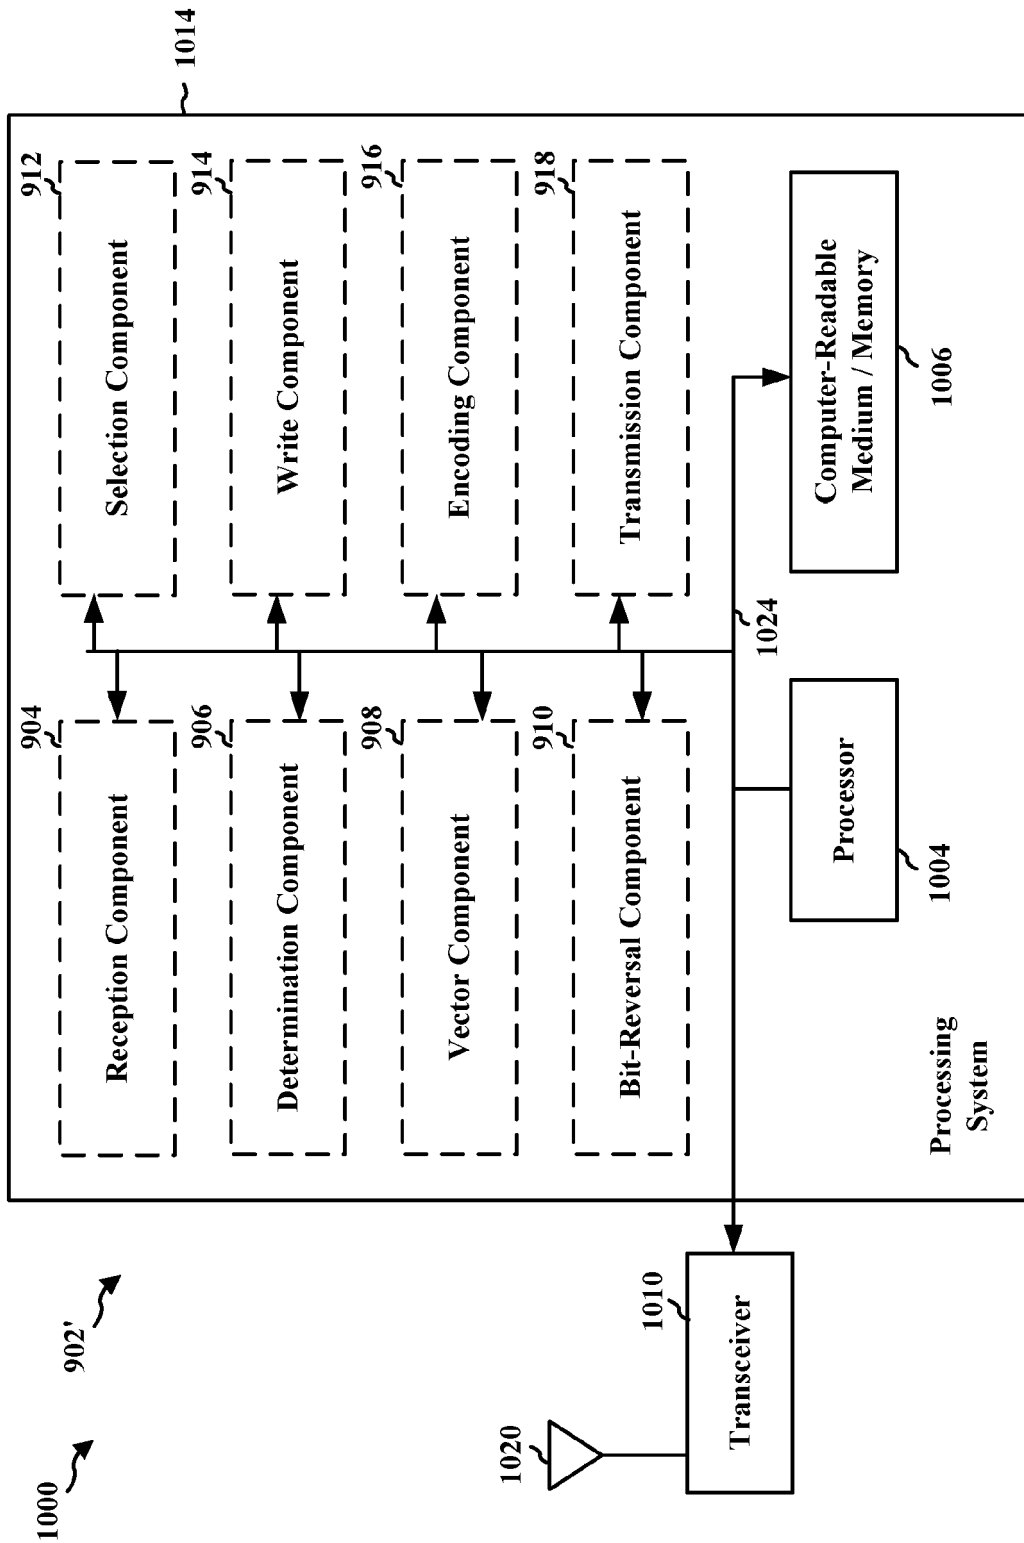 1000
902'
1014
904
Reception Component
912
Selection Component
906
Determination Component
914
Write Component
908
Vector Component
916
Encoding Component
910
Bit-Reversal Component
918
Transmission Component
1024
1020
1010
Transceiver
Processor
1004
Computer-Readable
Medium / Memory
1006
Processing
System